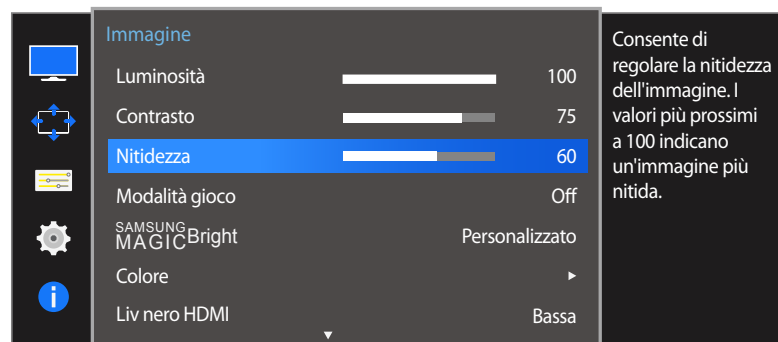 Immagine
Luminosità 100
Contrasto 75
Nitidezza 60
Modalità gioco Off
SAMSUNG
MAGICBright Personalizzato
Colore
Liv nero HDMI Bassa
Consente di
regolare la nitidezza
dell'immagine. I
valori più prossimi
a 100 indicano
un'immagine più
nitida.